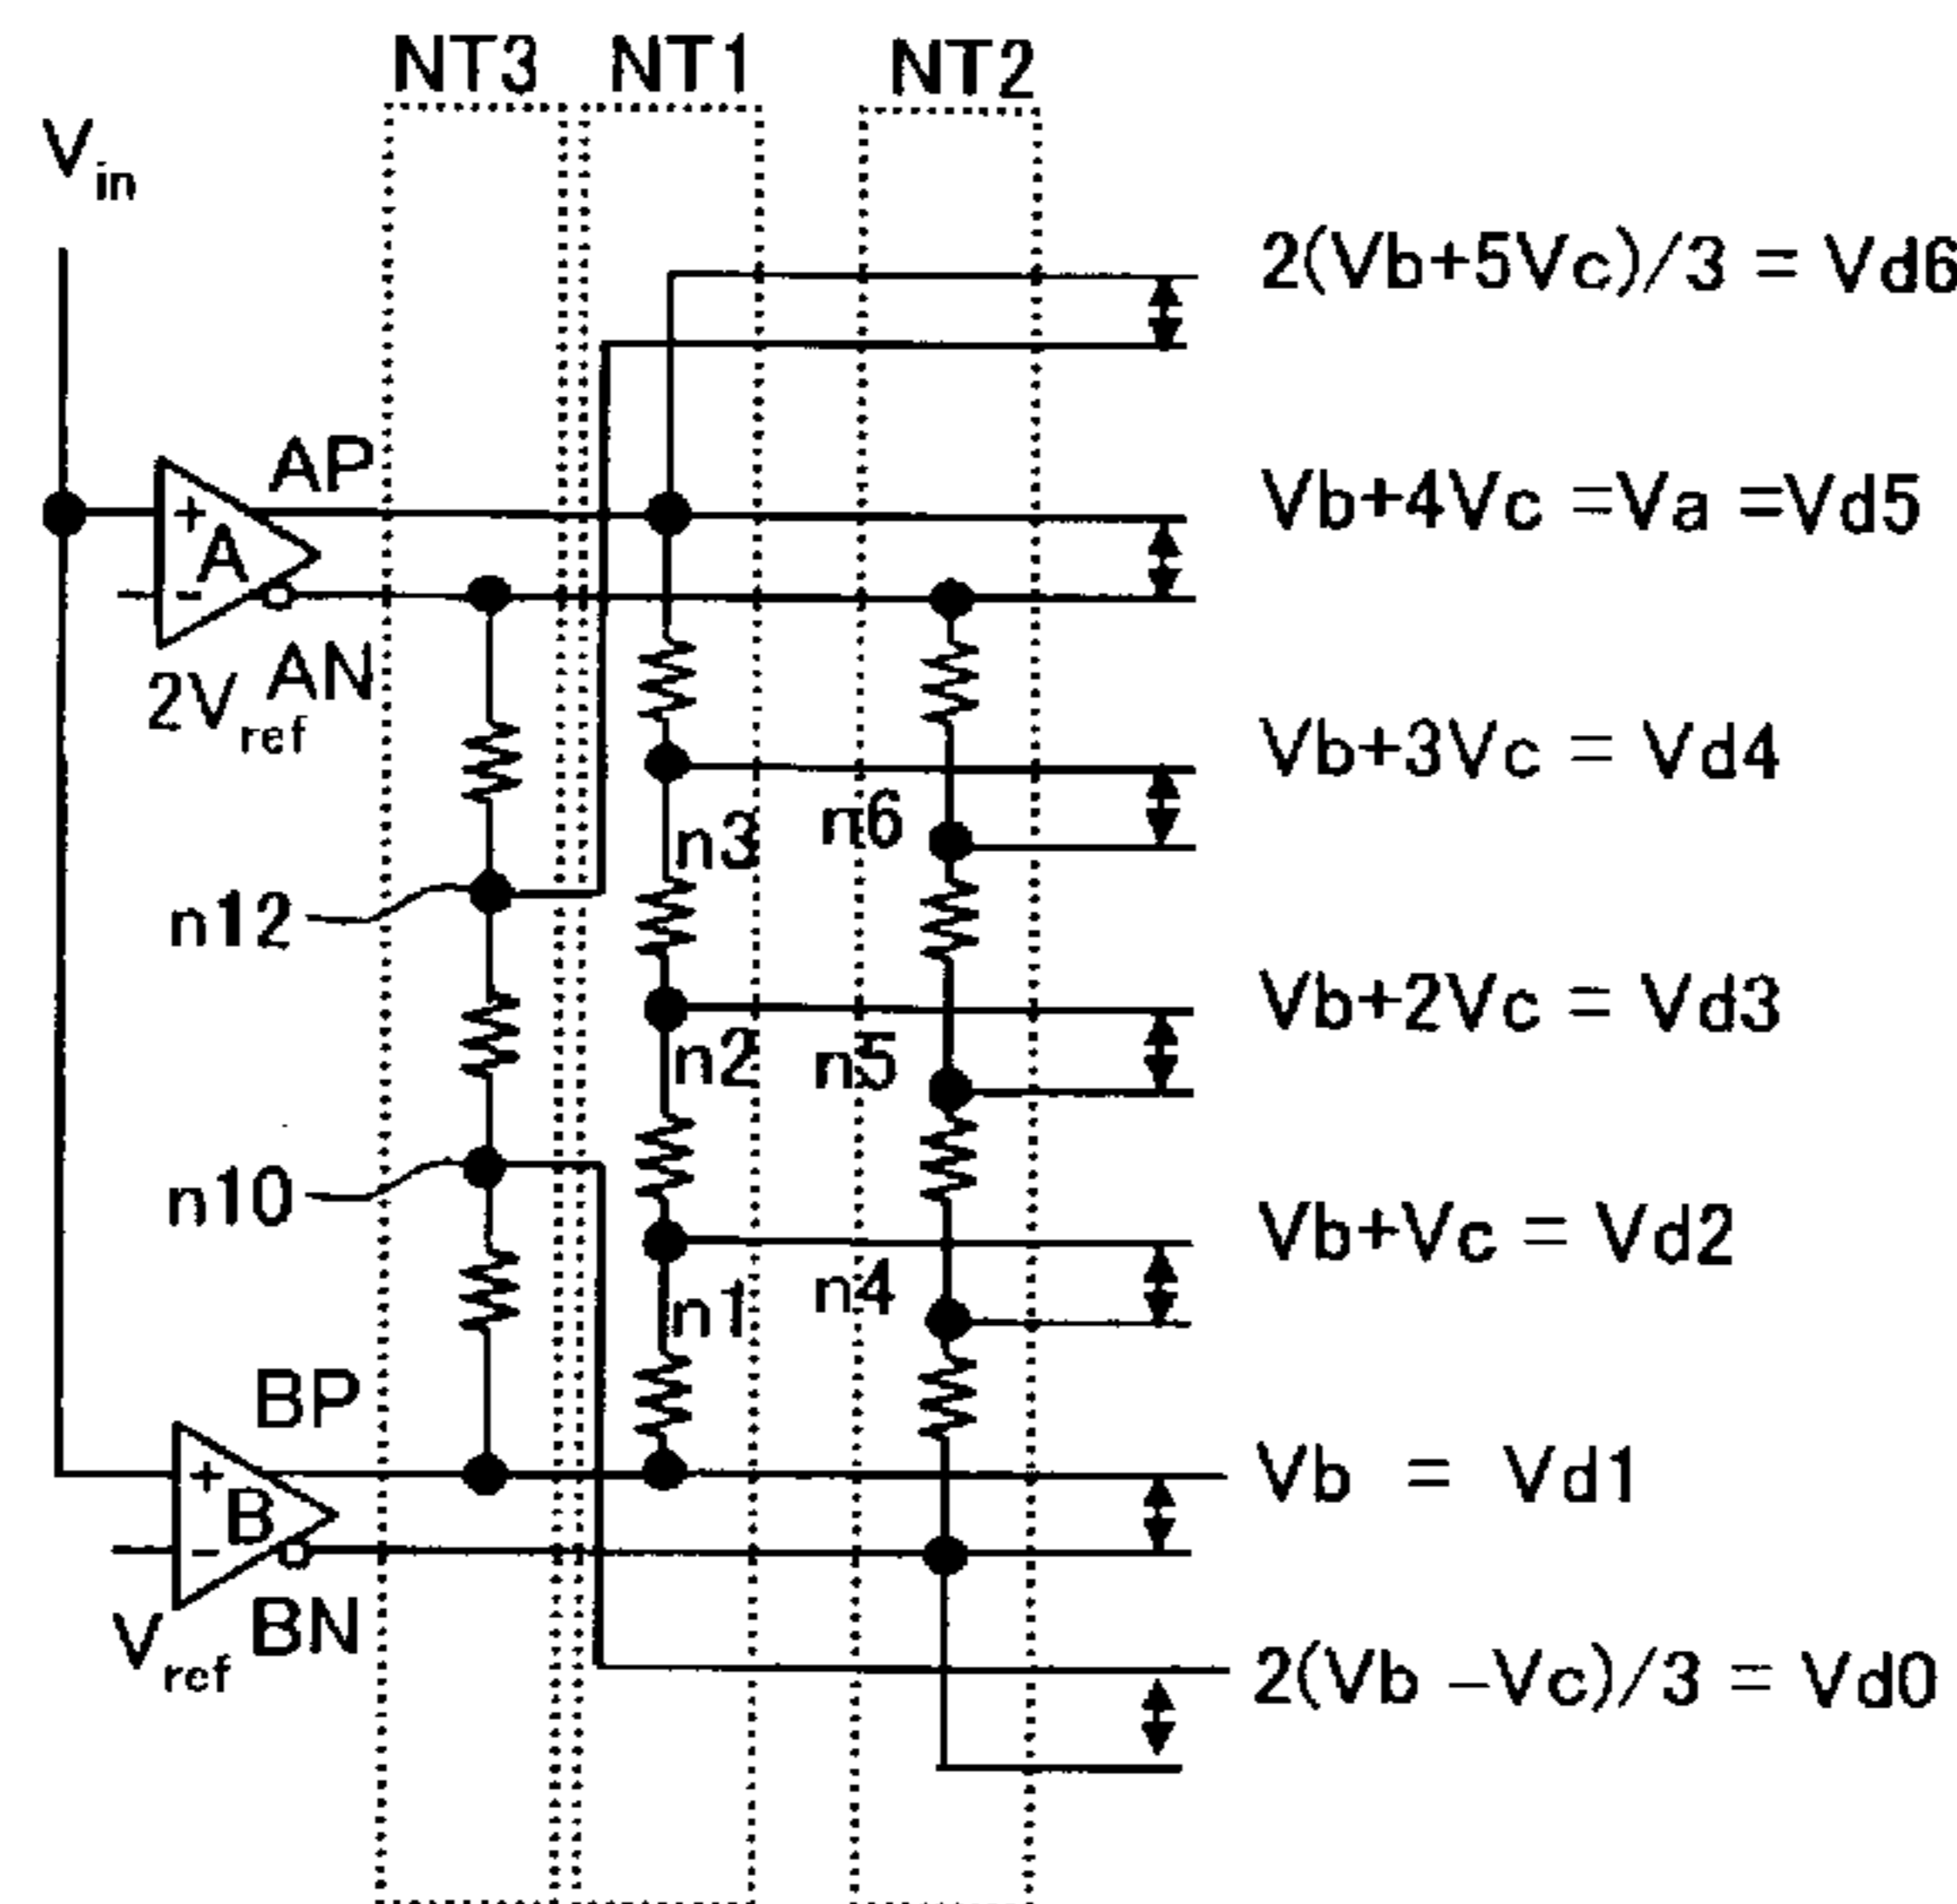 NT3 NT1 NT2
Vin
2(Vb+5Vc)/3 = Vd6
AP
+ A -
Vb+4Vc =Va =Vd5
AN
2Vref
Vb+3Vc = Vd4
n3 n6
n12
Vb+2Vc = Vd3
n2 n5
n10
Vb+Vc = Vd2
n1 n4
BP
+ B -
Vb = Vd1
BN
Vref
2(Vb −Vc)/3 = Vd0